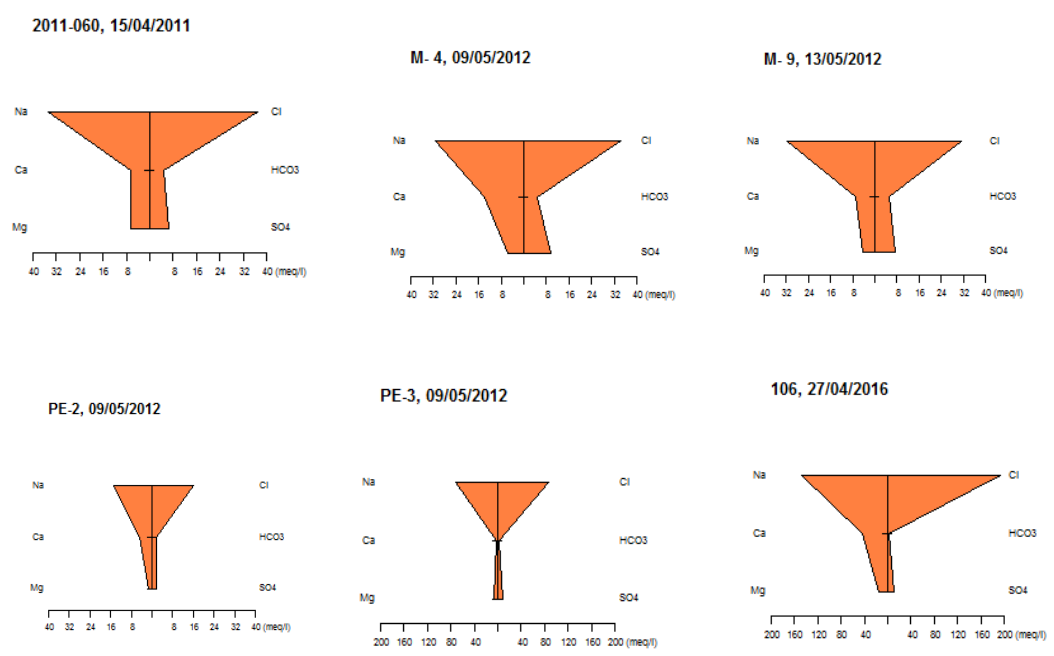 2011-060, 15/04/2011
M- 4, 09/05/2012
M- 9, 13/05/2012
Na Cl
Ca HCO3
Mg SO4
40 32 24 16 8 8 16 24 32 40 (meq/l)
Na Cl
Ca HCO3
Mg SO4
40 32 24 16 8 8 16 24 32 40 (meq/l)
Na Cl
Ca HCO3
Mg SO4
40 32 24 16 8 8 16 24 32 40 (meq/l)
PE-2, 09/05/2012
PE-3, 09/05/2012
106, 27/04/2016
Na Cl
Ca HCO3
Mg SO4
40 32 24 16 8 8 16 24 32 40 (meq/l)
Na Cl
Ca HCO3
Mg SO4
200 160 120 80 40 40 80 120 160 200 (meq/l)
Na Cl
Ca HCO3
Mg SO4
200 160 120 80 40 40 80 120 160 200 (meq/l)